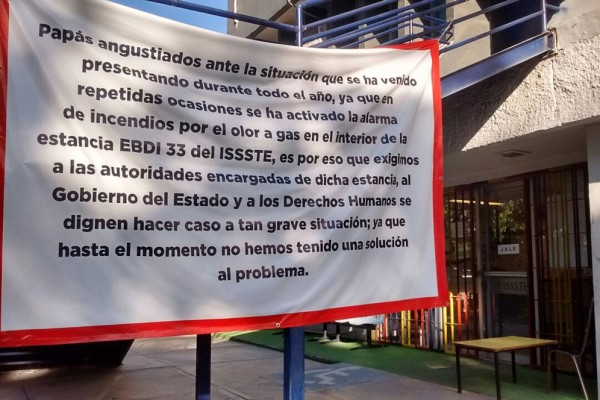 Papás angustiados ante la situación que se ha venido
presentando durante todo el año, ya que en
repetidas ocasiones se ha activado la alarma
de incendios por el olor a gas en el interior de la
estancia EBDI 33 del ISSSTE, es por eso que exigimos
a las autoridades encargadas de dicha estancia, al
Gobierno del Estado y a los Derechos Humanos se
dignen hacer caso a tan grave situación; ya que
hasta el momento no hemos tenido una solución
al problema.
JALE